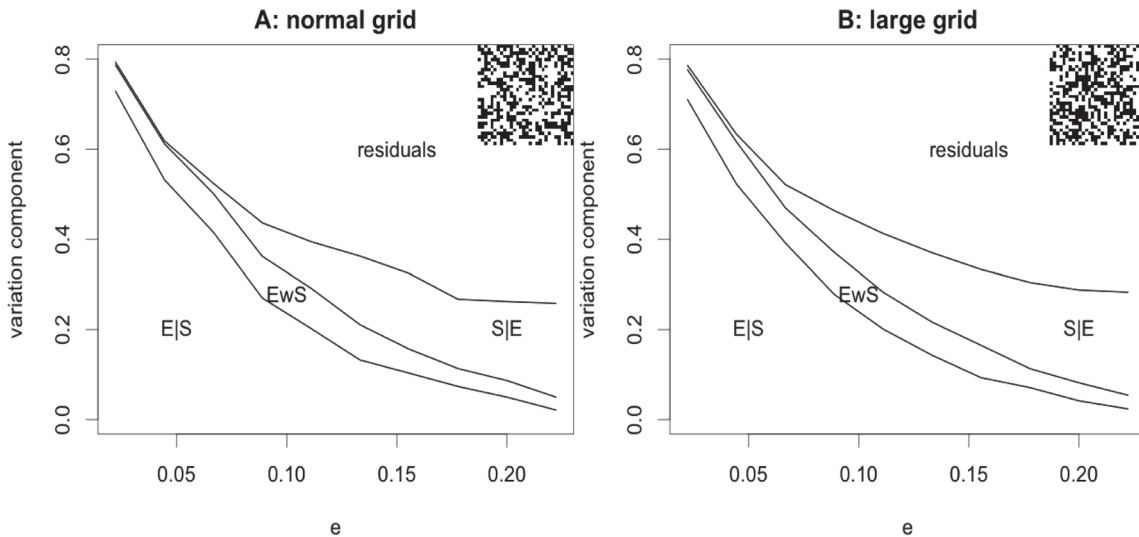 A: normal grid
variation component
0.8
0.6
0.4
0.2
0.0
residuals
EwS
E|S
S|E
0.05 0.10 0.15 0.20
e
B: large grid
variation component
0.8
0.6
0.4
0.2
0.0
residuals
EwS
E|S
S|E
0.05 0.10 0.15 0.20
e